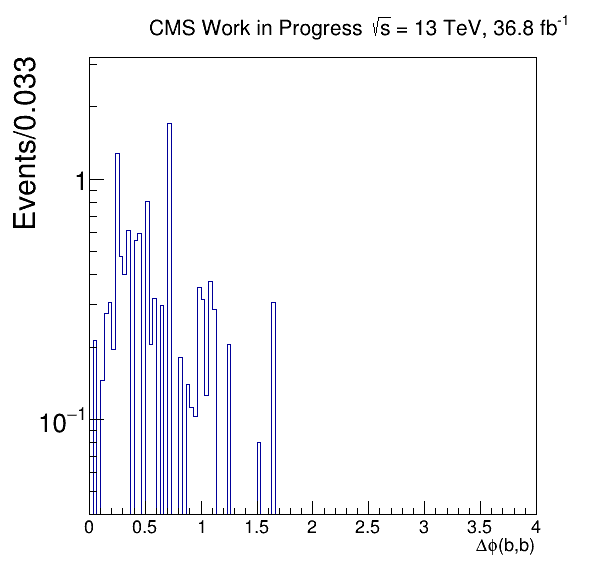 CMS Work in Progress √s = 13 TeV, 36.8 fb⁻¹
Events/0.033
1
10⁻¹
0 0.5 1 1.5 2 2.5 3 3.5 4
Δϕ(b,b)